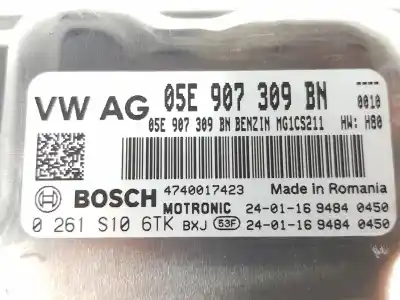 VW AG 05E 907 309 BN 0010
05E 907 309 BN BENZIN MG1CS211 HW: H80
BOSCH 4740017423 Made in Romania
MOTRONIC 24-01-16 9484 0450
0 261 S10 6TK BXJ 53F 24-01-16 9484 0450